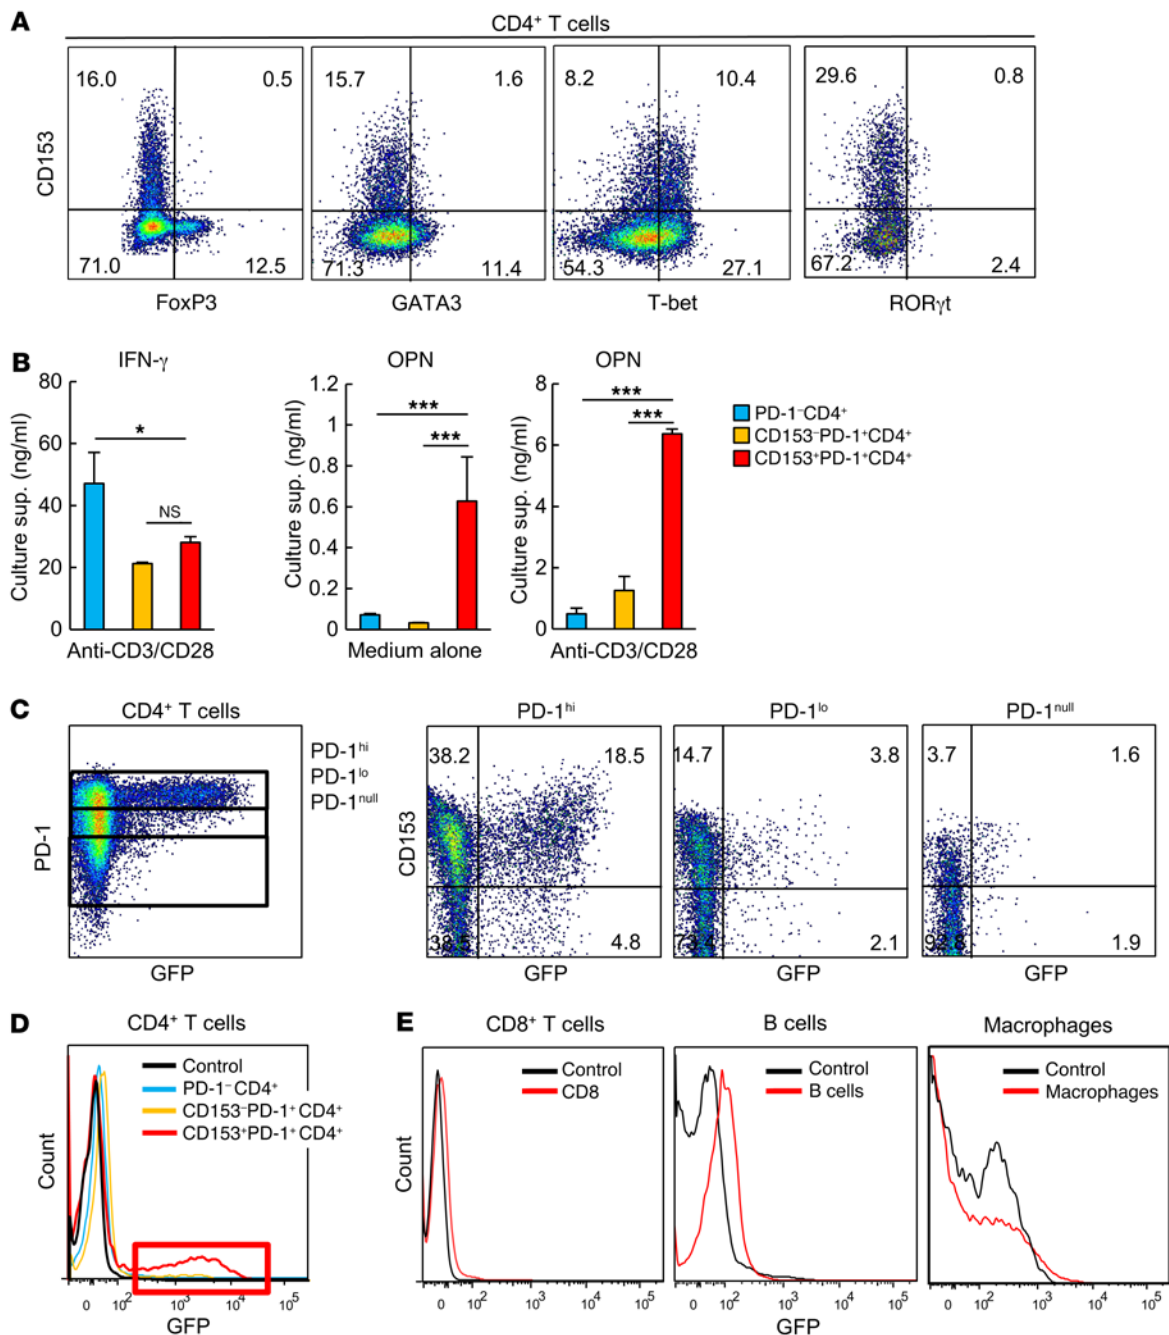 A
CD4⁺ T cells
16.0 0.5 15.7 1.6 8.2 10.4 29.6 0.8
CD153
71.0 12.5 71.3 11.4 54.3 27.1 67.2 2.4
FoxP3 GATA3 T-bet RORγt
B
IFN-γ
80
60
40
20
0
Culture sup. (ng/ml)
*
NS
Anti-CD3/CD28
OPN
1.2
1
0.8
0.6
0.4
0.2
0
Culture sup. (ng/ml)
***
***
Medium alone
OPN
8
6
4
2
0
Culture sup. (ng/ml)
***
***
Anti-CD3/CD28
PD-1⁻CD4⁺
CD153⁻PD-1⁺CD4⁺
CD153⁺PD-1⁺CD4⁺
C
CD4⁺ T cells
PD-1
GFP
PD-1ʰⁱ
PD-1ˡᵒ
PD-1ⁿᵘˡˡ
PD-1ʰⁱ PD-1ˡᵒ PD-1ⁿᵘˡˡ
38.2 18.5 14.7 3.8 3.7 1.6
CD153
4.8 2.1 1.9
GFP GFP GFP
D
CD4⁺ T cells
Control
PD-1⁻CD4⁺
CD153⁻PD-1⁺CD4⁺
CD153⁺PD-1⁺CD4⁺
Count
0 10² 10³ 10⁴ 10⁵
GFP
E
CD8⁺ T cells
Control
CD8
Count
0 10² 10³ 10⁴ 10⁵
B cells
Control
B cells
0 10² 10³ 10⁴ 10⁵
Macrophages
Control
Macrophages
0 10² 10³ 10⁴ 10⁵
GFP